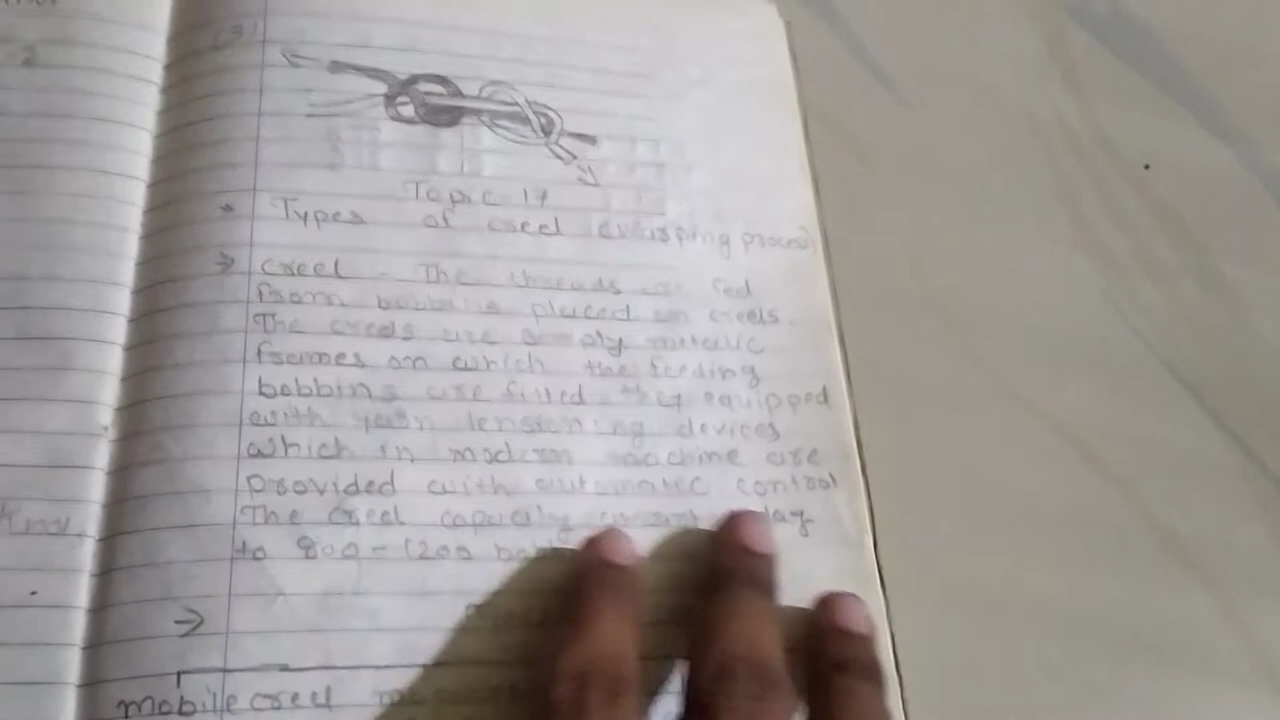 (3)
Topic 17
* Types of creel (warping process)
→ creel - The threads are fed
from bobbins placed on creels.
The creels are simply metallic
frames on which the feeding
bobbins are fitted they equipped
with yarn tensioning devices
which in modern machine are
provided with automatic control
The creel capacity
to 800-1200
→
mobile creel